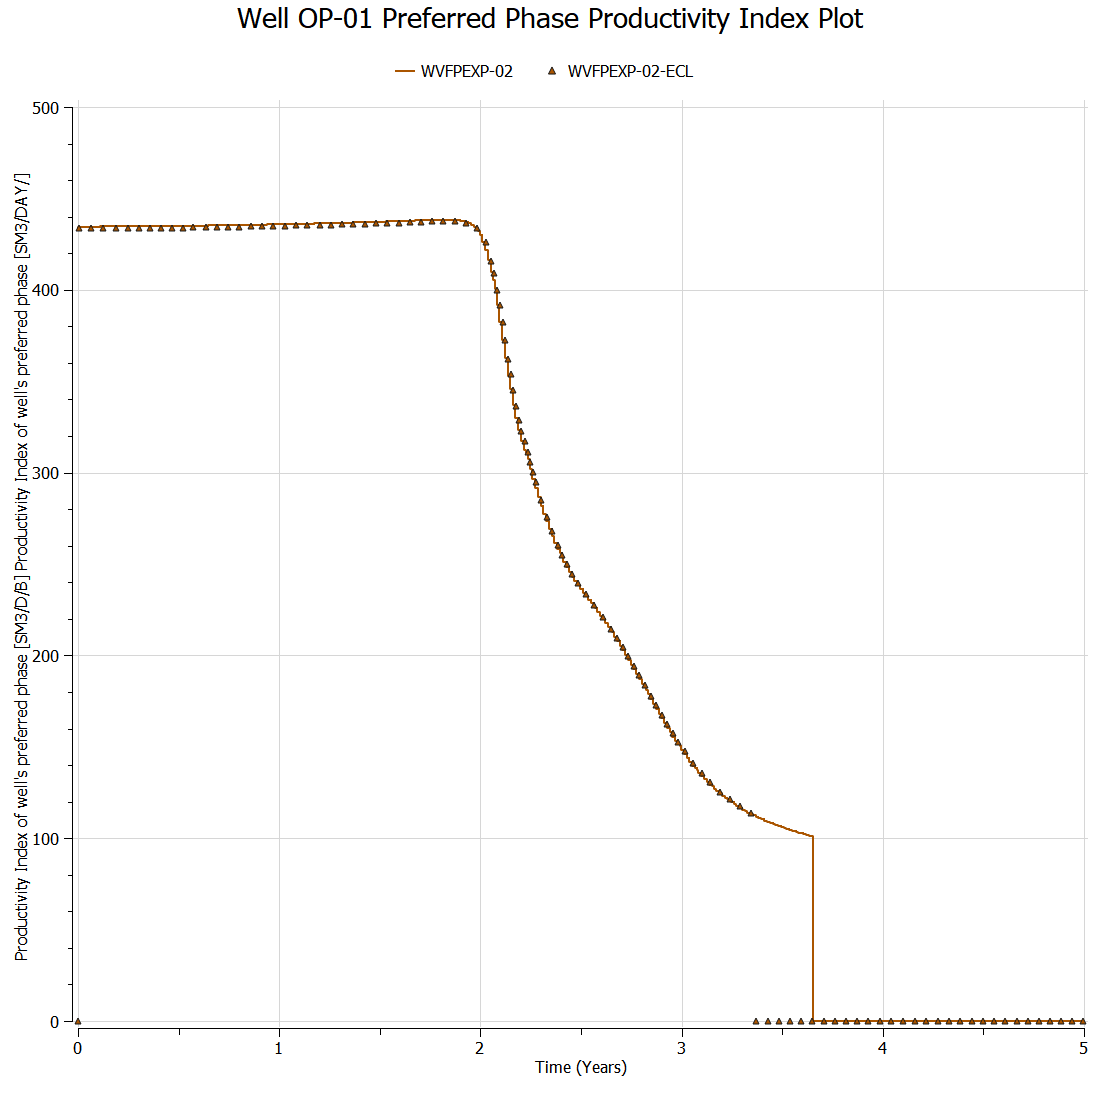 Well OP-01 Preferred Phase Productivity Index Plot
WVFPEXP-02
WVFPEXP-02-ECL
Productivity Index of well's preferred phase [SM3/D/B] Productivity Index of well's preferred phase [SM3/DAY/]
500
400
300
200
100
0
0 1 2 3 4 5
Time (Years)